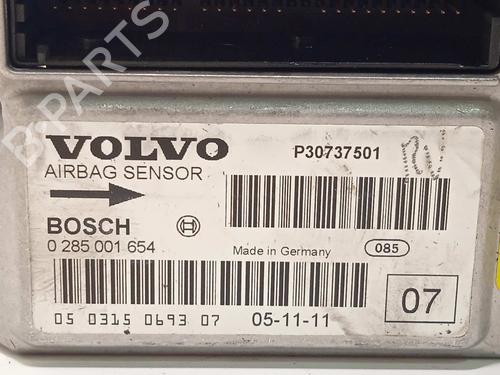 VOLVO
P30737501
AIRBAG SENSOR
BOSCH
0 285 001 654
Made in Germany
085
05 0315 0693 07
05-11-11
07
B-PARTS